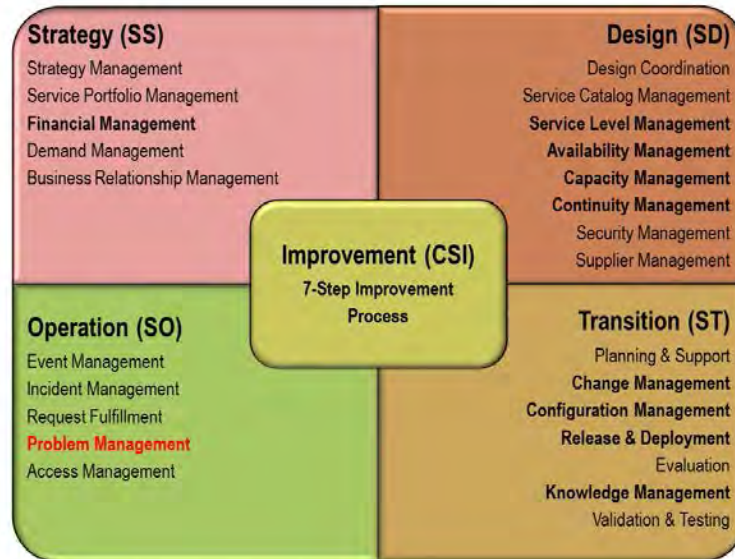 Strategy (SS)
Strategy Management
Service Portfolio Management
Financial Management
Demand Management
Business Relationship Management
Design (SD)
Design Coordination
Service Catalog Management
Service Level Management
Availability Management
Capacity Management
Continuity Management
Security Management
Supplier Management
Improvement (CSI)
7-Step Improvement
Process
Operation (SO)
Event Management
Incident Management
Request Fulfillment
Problem Management
Access Management
Transition (ST)
Planning & Support
Change Management
Configuration Management
Release & Deployment
Evaluation
Knowledge Management
Validation & Testing